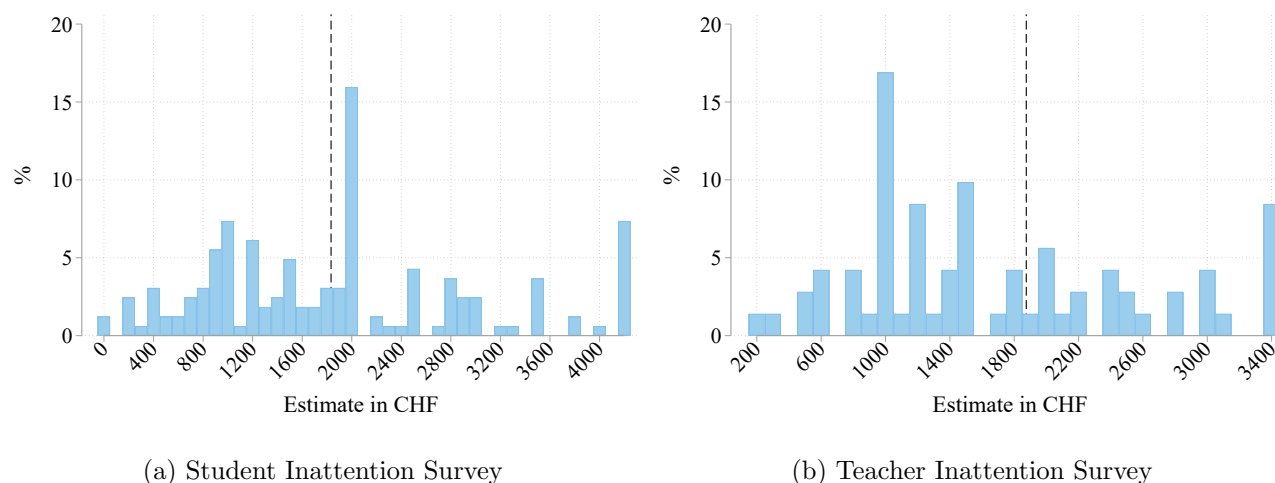 20
15
10
5
0
%
0 400 800 1200 1600 2000 2400 2800 3200 3600 4000
Estimate in CHF
(a) Student Inattention Survey
20
15
10
5
0
%
200 600 1000 1400 1800 2200 2600 3000 3400
Estimate in CHF
(b) Teacher Inattention Survey